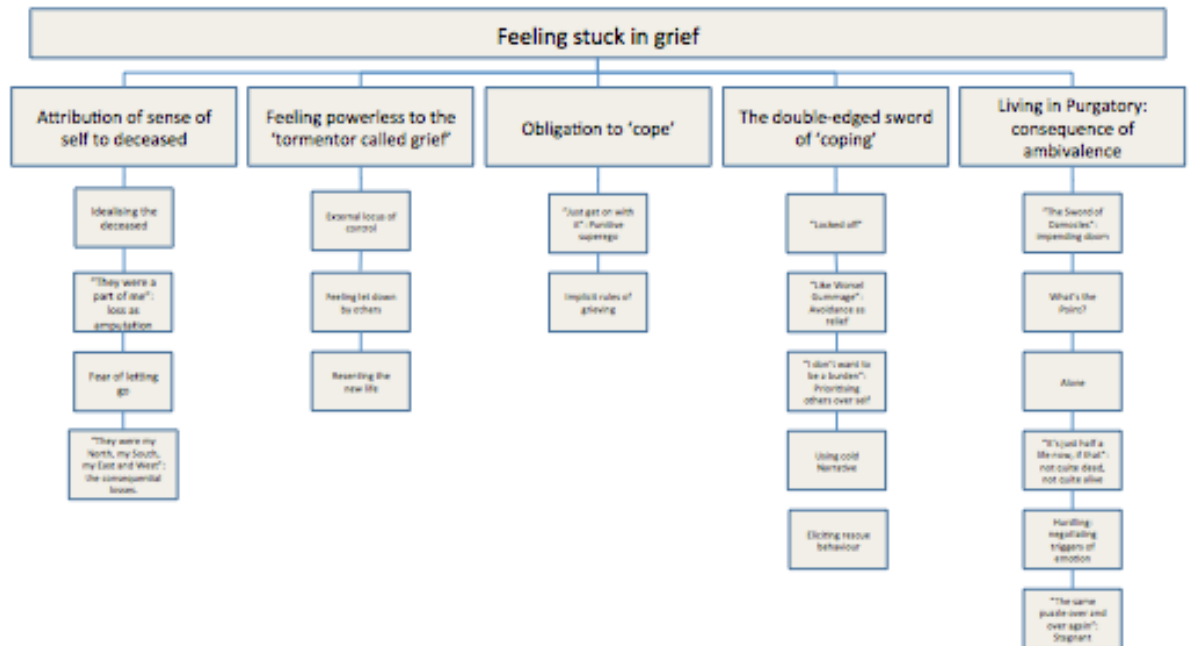 Feeling stuck in grief
Attribution of sense of
self to deceased
Feeling powerless to the
‘tormentor called grief’
Obligation to ‘cope’
The double-edged sword
of ‘coping’
Living in Purgatory:
consequence of
ambivalence
Idealising the
deceased
"They were a
part of me":
loss as
amputation
Fear of letting
go
"They were my
North, my South,
my East and West":
the consequential
losses.
External locus of
control
Feeling let down
by others
Resenting the
new life
"Just get on with
it": Punitive
superego
Implicit rules of
grieving
"Locked off"
"Like Worsel
Gummage":
Avoidance as
relief
"I don't want to
be a burden":
Prioritising
others over self
Using cold
Narrative
Eliciting rescue
behaviour
"The Sword of
Damocles":
impending doom
What's the
Point?
Alone
"It's just half a
life now, if that":
not quite dead,
not quite alive
Hurdling:
negotiating
triggers of
emotion
"The same
puzzle over and
over again":
Stagnant